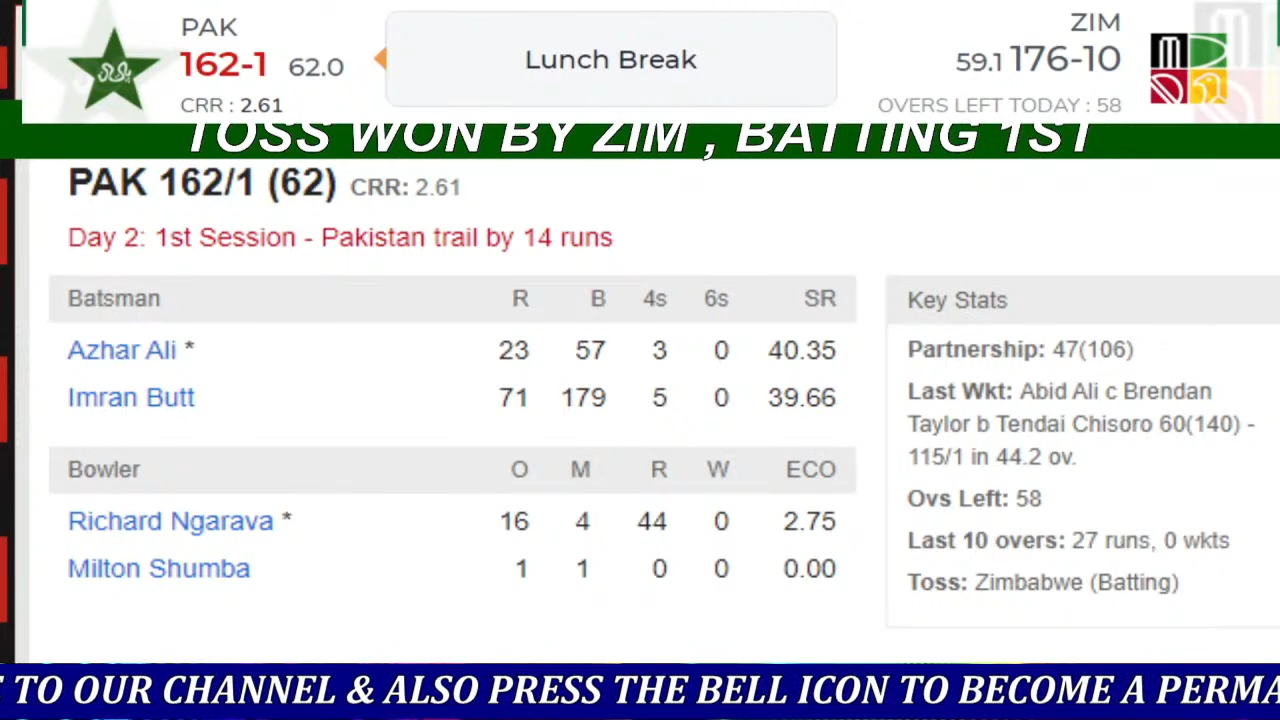 PAK
162-1 62.0
CRR : 2.61
Lunch Break
ZIM
59.1 176-10
OVERS LEFT TODAY : 58
TOSS WON BY ZIM , BATTING 1ST
PAK 162/1 (62) CRR: 2.61
Day 2: 1st Session - Pakistan trail by 14 runs
Batsman R B 4s 6s SR
Azhar Ali * 23 57 3 0 40.35
Imran Butt 71 179 5 0 39.66
Bowler O M R W ECO
Richard Ngarava * 16 4 44 0 2.75
Milton Shumba 1 1 0 0 0.00
Key Stats
Partnership: 47(106)
Last Wkt: Abid Ali c Brendan
Taylor b Tendai Chisoro 60(140) -
115/1 in 44.2 ov.
Ovs Left: 58
Last 10 overs: 27 runs, 0 wkts
Toss: Zimbabwe (Batting)
TO OUR CHANNEL & ALSO PRESS THE BELL ICON TO BECOME A PERMA